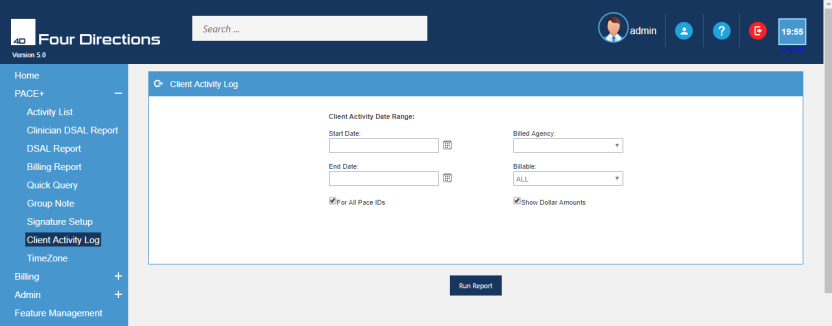 4D Four Directions
Version 5.0
Search ...
admin
?
19:55
Home
PACE+
Activity List
Clinician DSAL Report
DSAL Report
Billing Report
Quick Query
Group Note
Signature Setup
Client Activity Log
TimeZone
Billing
Admin
Feature Management
Client Activity Log
Client Activity Date Range:
Start Date:
Billed Agency:
End Date:
Billable:
ALL
For All Pace IDs
Show Dollar Amounts
Run Report